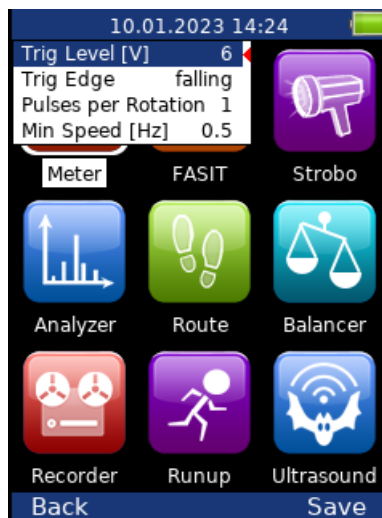 10.01.2023 14:24
Trig Level [V] 6
Trig Edge falling
Pulses per Rotation 1
Min Speed [Hz] 0.5
Meter FASIT Strobo
Analyzer Route Balancer
Recorder Runup Ultrasound
Back Save